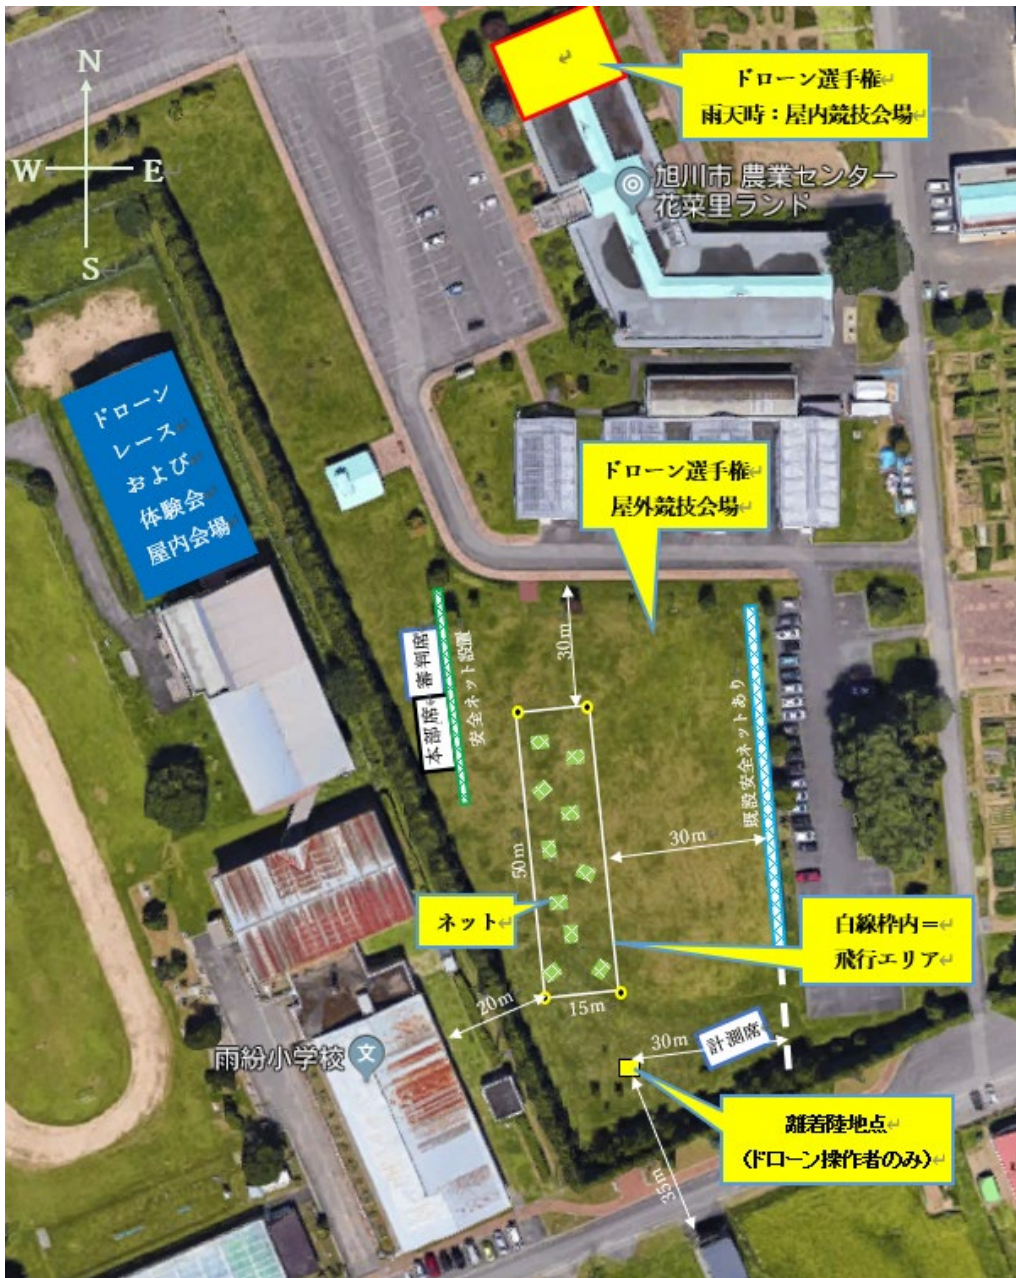 N
W
E
S
ドローン選手権
雨天時：屋内競技会場
旭川市 農業センター
花菜里ランド
ドローン
レース
および
体験会
屋内会場
ドローン選手権
屋外競技会場
30m
審判席
本部席
安全ネット設置
既設安全ネットあり
50m
30m
ネット
白線枠内＝
飛行エリア
20m
15m
雨紛小学校
文
30m
計測席
離着陸地点
（ドローン操作者のみ）
35m